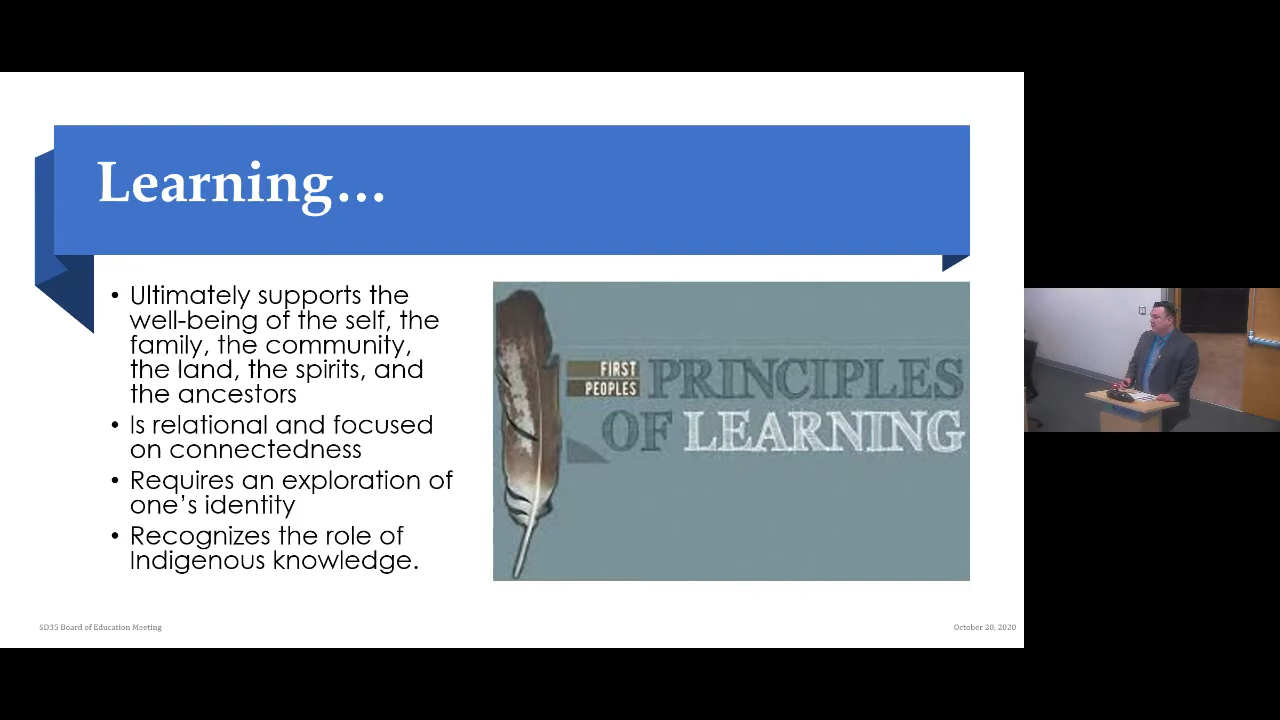 Learning...
• Ultimately supports the
well-being of the self, the
family, the community,
the land, the spirits, and
the ancestors
• Is relational and focused
on connectedness
• Requires an exploration of
one's identity
• Recognizes the role of
Indigenous knowledge.
FIRST
PEOPLES
PRINCIPLES
OF LEARNING
SD35 Board of Education Meeting
October 20, 2020